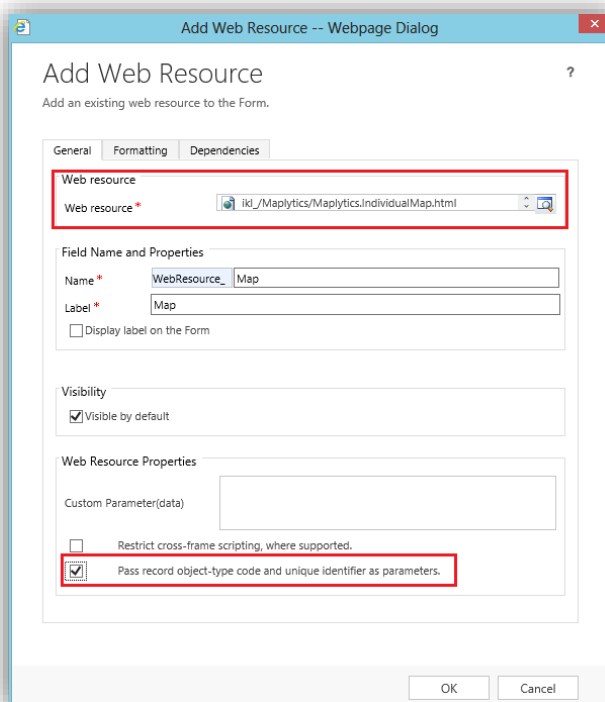 Add Web Resource -- Webpage Dialog
Add Web Resource ?
Add an existing web resource to the Form.
General Formatting Dependencies
Web resource
Web resource * ikl_/Maplytics/Maplytics.IndividualMap.html
Field Name and Properties
Name * WebResource_ Map
Label * Map
Display label on the Form
Visibility
Visible by default
Web Resource Properties
Custom Parameter(data)
Restrict cross-frame scripting, where supported.
Pass record object-type code and unique identifier as parameters.
OK Cancel